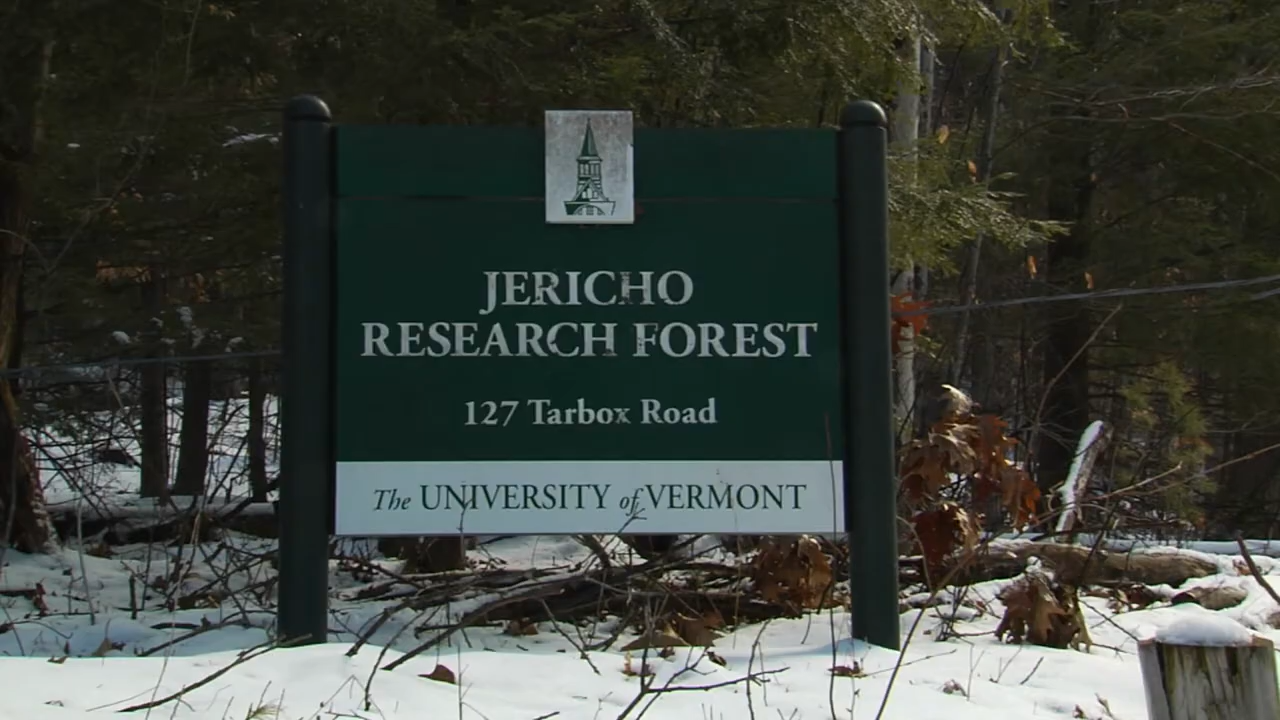 JERICHO
RESEARCH FOREST
127 Tarbox Road
The UNIVERSITY of VERMONT